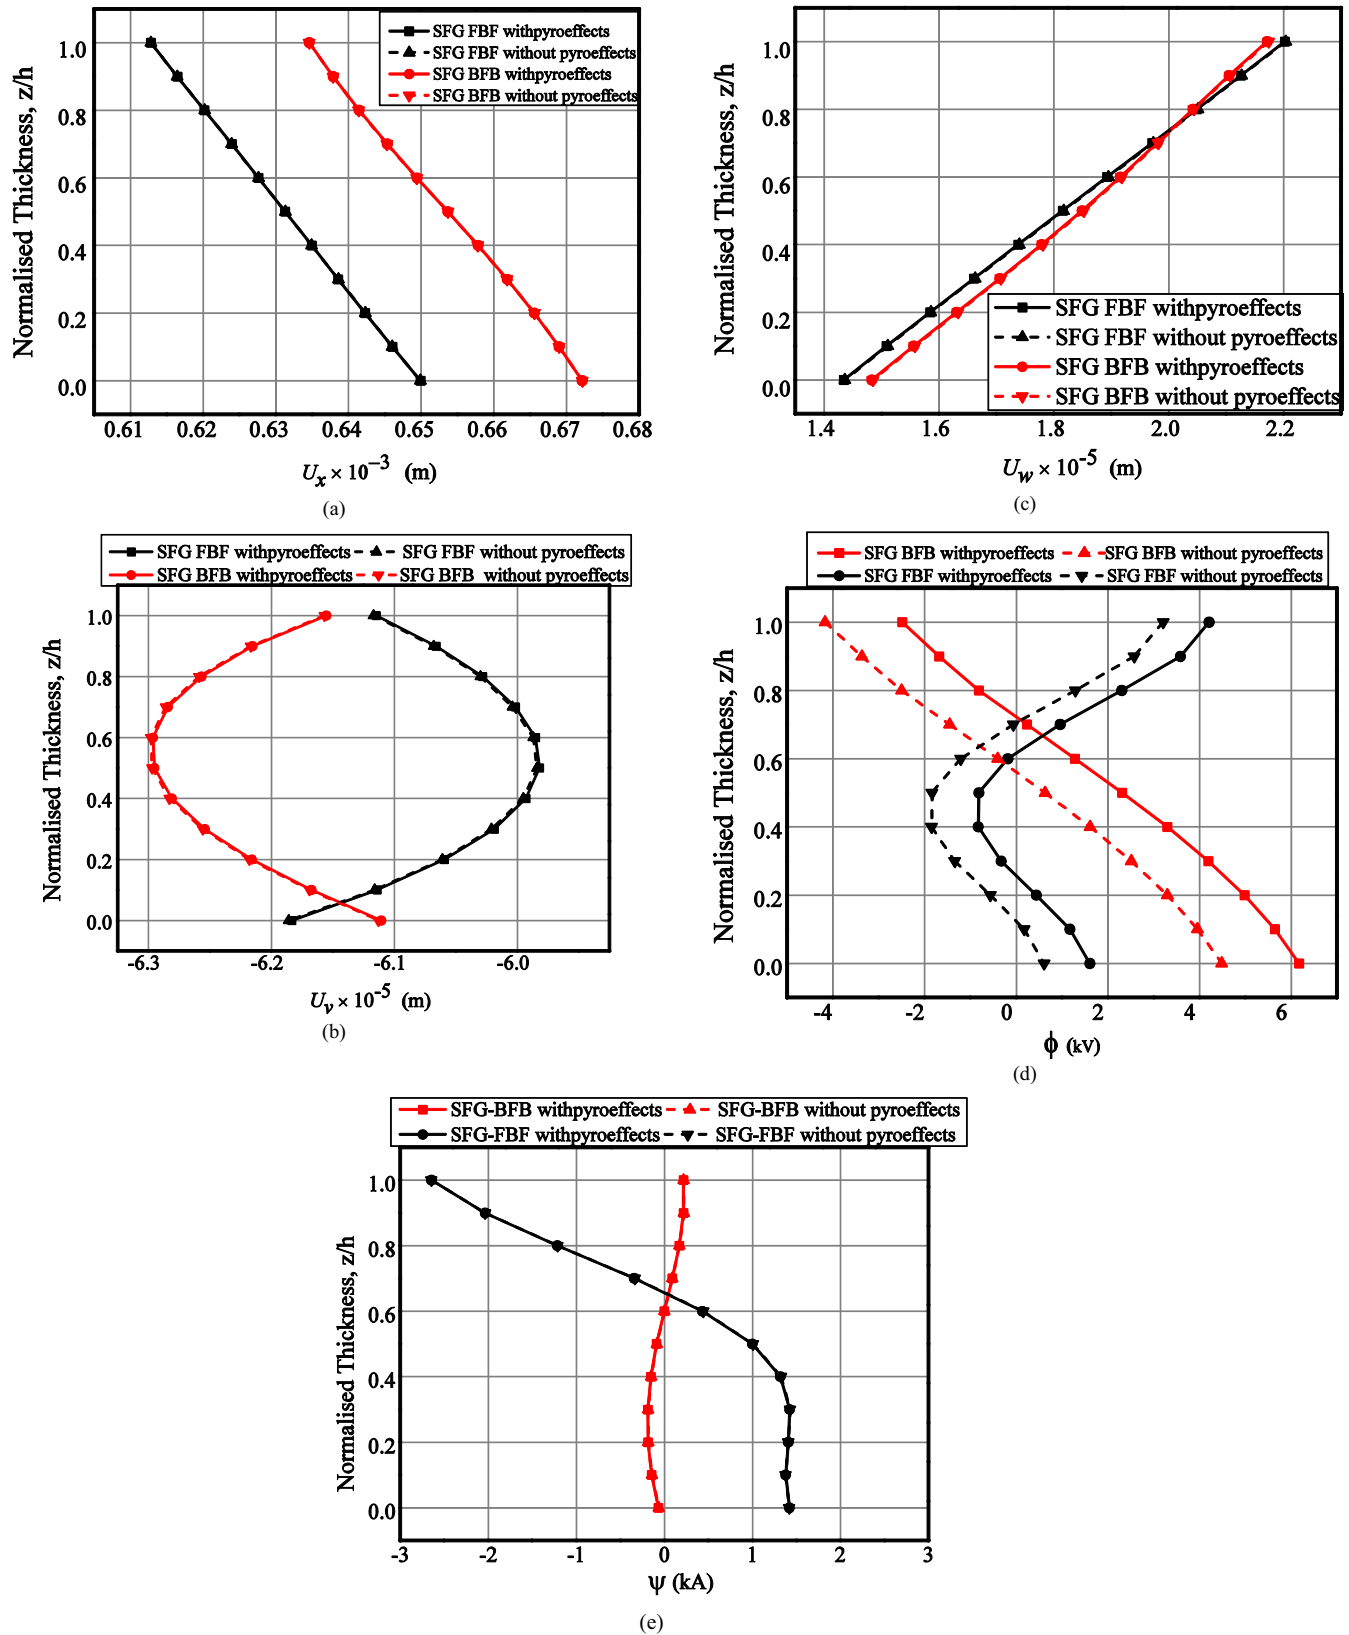 SFG FBF withpyroeffects
SFG FBF without pyroeffects
SFG BFB withpyroeffects
SFG BFB without pyroeffects
Normalised Thickness, z/h
1.0
0.8
0.6
0.4
0.2
0.0
0.61 0.62 0.63 0.64 0.65 0.66 0.67 0.68
Ux × 10−3 (m)
(a)
Normalised Thickness, z/h
1.0
0.8
0.6
0.4
0.2
0.0
SFG FBF withpyroeffects
SFG FBF without pyroeffects
SFG BFB withpyroeffects
SFG BFB without pyroeffects
1.4 1.6 1.8 2.0 2.2
Uw × 10-5 (m)
(c)
SFG FBF withpyroeffects SFG FBF without pyroeffects
SFG BFB withpyroeffects SFG BFB without pyroeffects
Normalised Thickness, z/h
1.0
0.8
0.6
0.4
0.2
0.0
-6.3 -6.2 -6.1 -6.0
Uv × 10-5 (m)
(b)
SFG BFB withpyroeffects SFG BFB without pyroeffects
SFG FBF withpyroeffects SFG FBF without pyroeffects
Normalised Thickness, z/h
1.0
0.8
0.6
0.4
0.2
0.0
-4 -2 0 2 4 6
ϕ (kV)
(d)
SFG-BFB withpyroeffects SFG-BFB without pyroeffects
SFG-FBF withpyroeffects SFG-FBF without pyroeffects
Normalised Thickness, z/h
1.0
0.8
0.6
0.4
0.2
0.0
-3 -2 -1 0 1 2 3
ψ (kA)
(e)